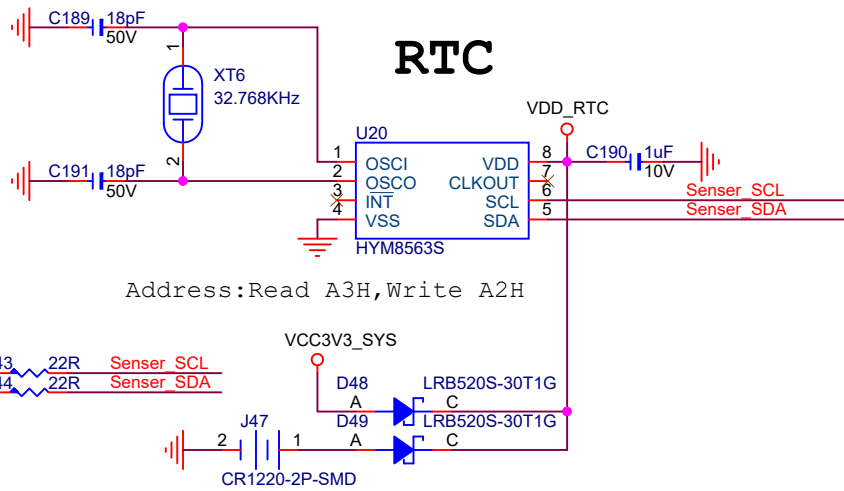 C189
18pF
50V
RTC
1
XT6
32.768KHz
2
VDD_RTC
U20
C191
18pF
50V
1
OSCI
VDD
8
C190
1uF
10V
2
OSCO
CLKOUT
7
3
INT
SCL
6
Senser_SCL
4
VSS
SDA
5
Senser_SDA
HYM8563S
Address:Read A3H,Write A2H
VCC3V3_SYS
43
22R
Senser_SCL
44
22R
Senser_SDA
D48
LRB520S-30T1G
A
C
J47
D49
LRB520S-30T1G
2
1
A
C
CR1220-2P-SMD